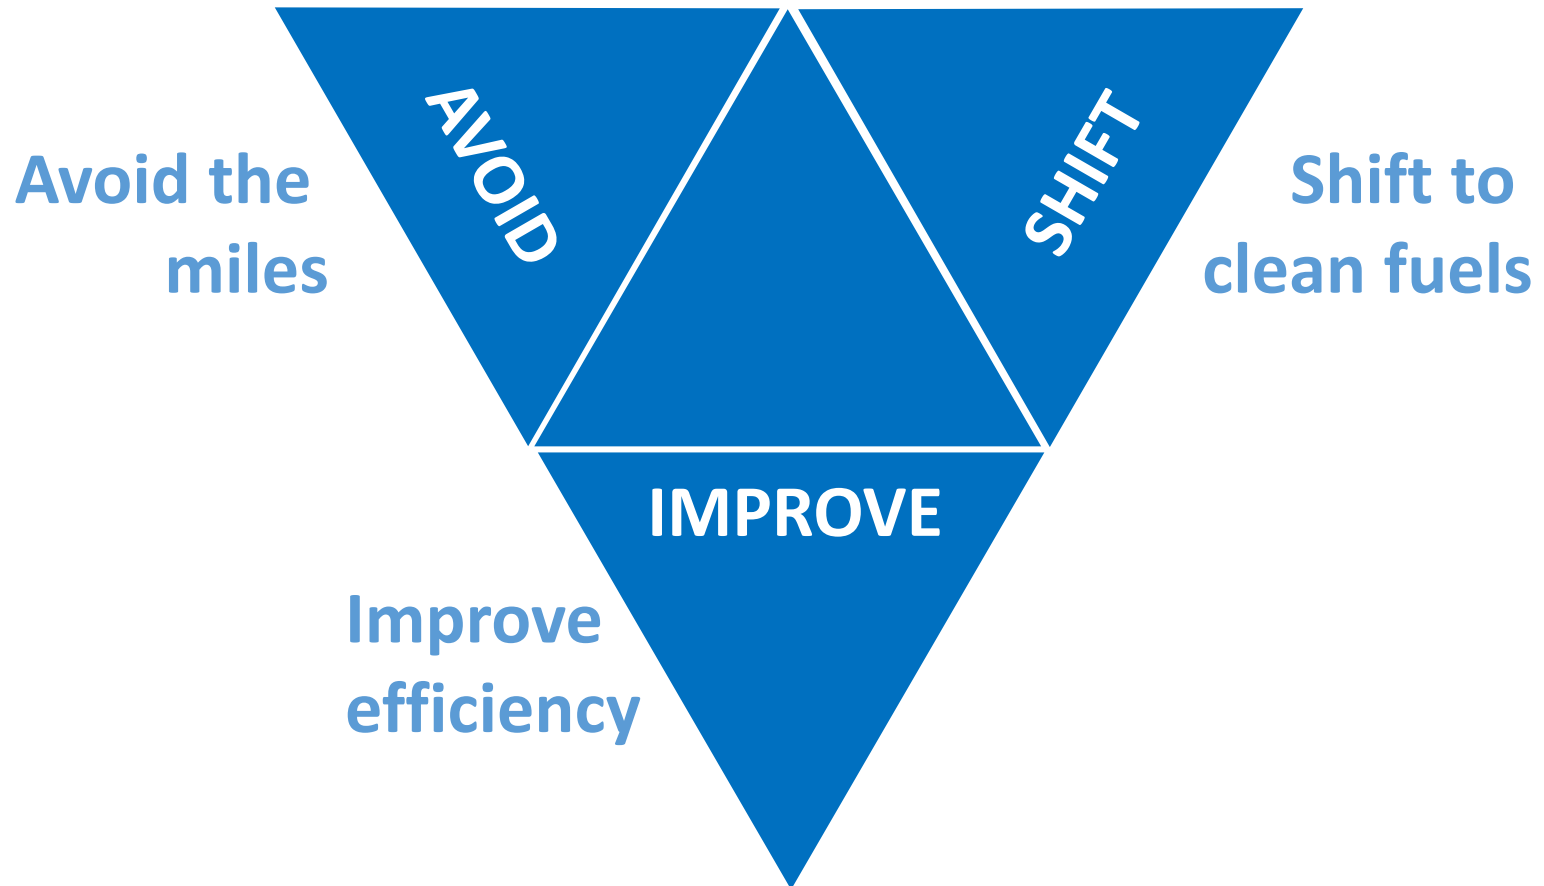 AVOID
SHIFT
Avoid the
miles
Shift to
clean fuels
IMPROVE
Improve
efficiency